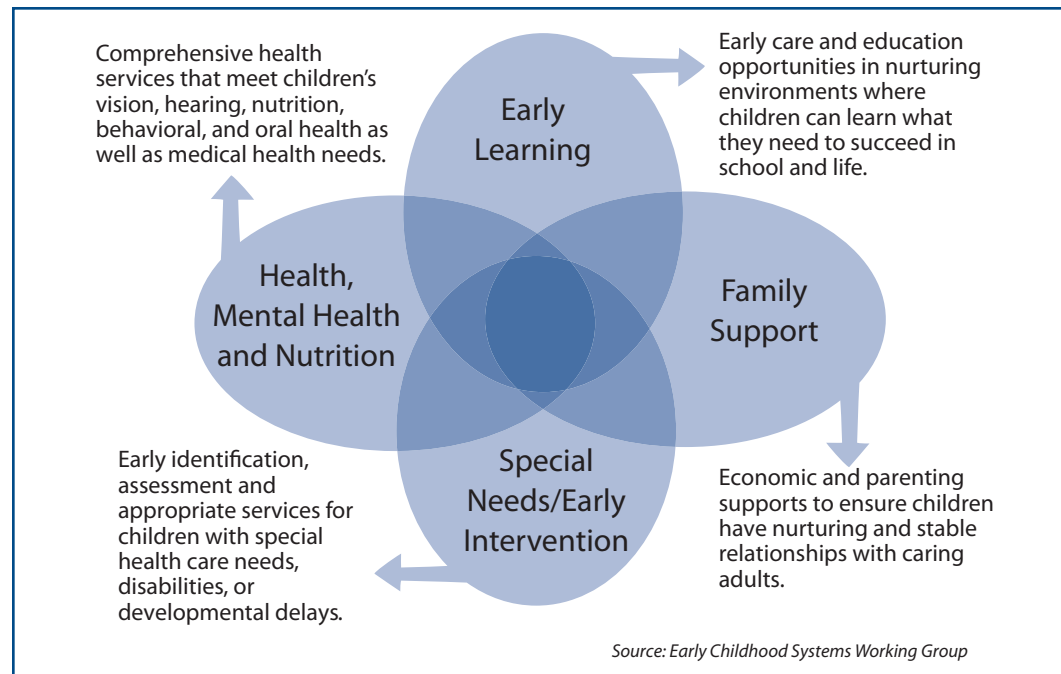 Comprehensive health
services that meet children's
vision, hearing, nutrition,
behavioral, and oral health as
well as medical health needs.
Early
Learning
Early care and education
opportunities in nurturing
environments where
children can learn what
they need to succeed in
school and life.
Health,
Mental Health
and Nutrition
Family
Support
Early identification,
assessment and
appropriate services for
children with special
health care needs,
disabilities, or
developmental delays.
Special
Needs/Early
Intervention
Economic and parenting
supports to ensure children
have nurturing and stable
relationships with caring
adults.
Source: Early Childhood Systems Working Group